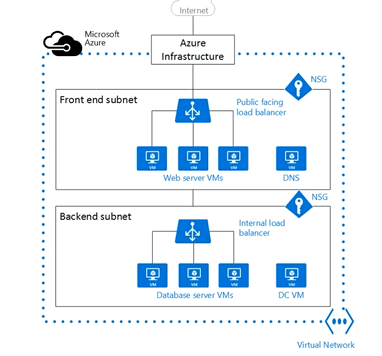 Internet
Microsoft
Azure
Azure
Infrastructure
NSG
Front end subnet
Public facing
load balancer
VM
VM
VM
VM
Web server VMs
DNS
NSG
Backend subnet
Internal load
balancer
VM
VM
VM
VM
Database server VMs
DC VM
Virtual Network